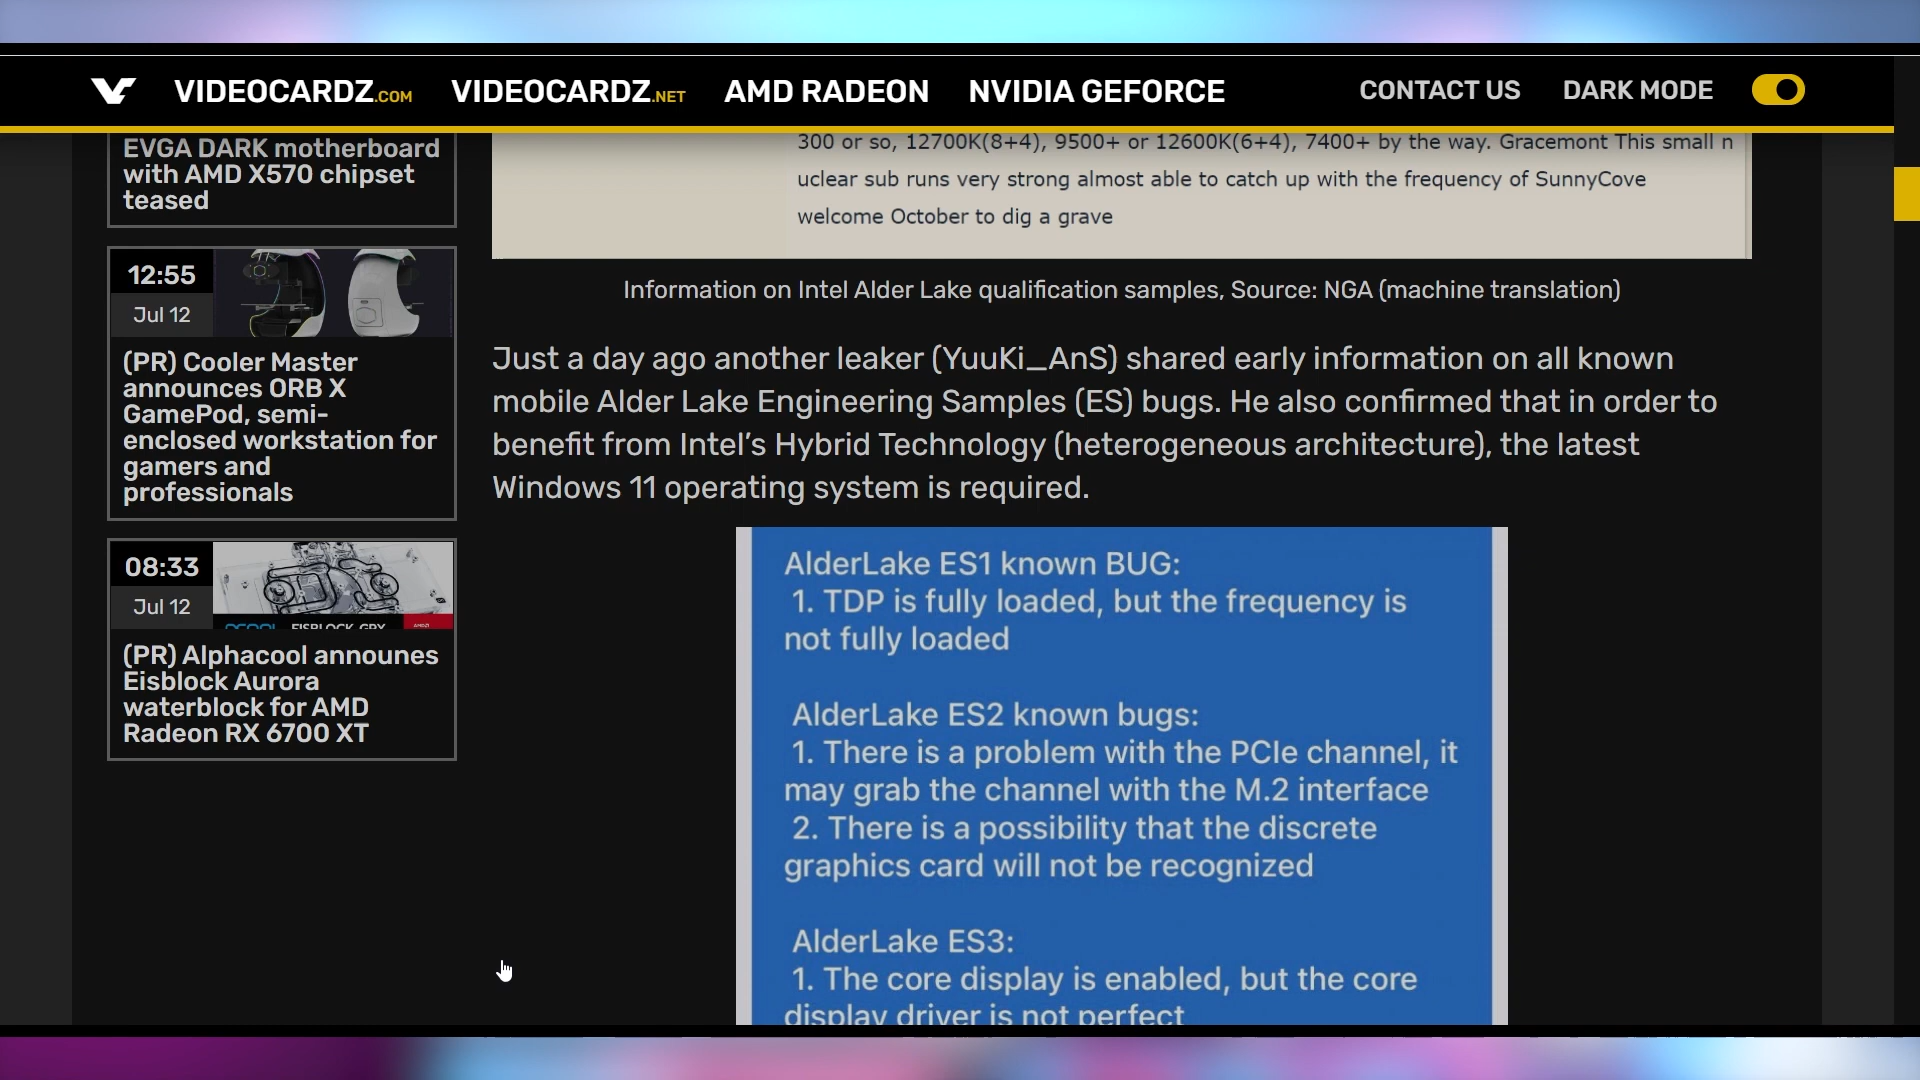 VIDEOCARDZ.COM
VIDEOCARDZ.NET
AMD RADEON
NVIDIA GEFORCE
CONTACT US
DARK MODE
EVGA DARK motherboard
with AMD X570 chipset
teased
12:55
Jul 12
(PR) Cooler Master
announces ORB X
GamePod, semi-
enclosed workstation for
gamers and
professionals
08:33
Jul 12
EISBLOCK GPX
AMD
(PR) Alphacool announes
Eisblock Aurora
waterblock for AMD
Radeon RX 6700 XT
300 or so, 12700K(8+4), 9500+ or 12600K(6+4), 7400+ by the way. Gracemont This small n
uclear sub runs very strong almost able to catch up with the frequency of SunnyCove
welcome October to dig a grave
Information on Intel Alder Lake qualification samples, Source: NGA (machine translation)
Just a day ago another leaker (YuuKi_AnS) shared early information on all known
mobile Alder Lake Engineering Samples (ES) bugs. He also confirmed that in order to
benefit from Intel’s Hybrid Technology (heterogeneous architecture), the latest
Windows 11 operating system is required.
AlderLake ES1 known BUG:
1. TDP is fully loaded, but the frequency is
not fully loaded
AlderLake ES2 known bugs:
1. There is a problem with the PCIe channel, it
may grab the channel with the M.2 interface
2. There is a possibility that the discrete
graphics card will not be recognized
AlderLake ES3:
1. The core display is enabled, but the core
display driver is not perfect